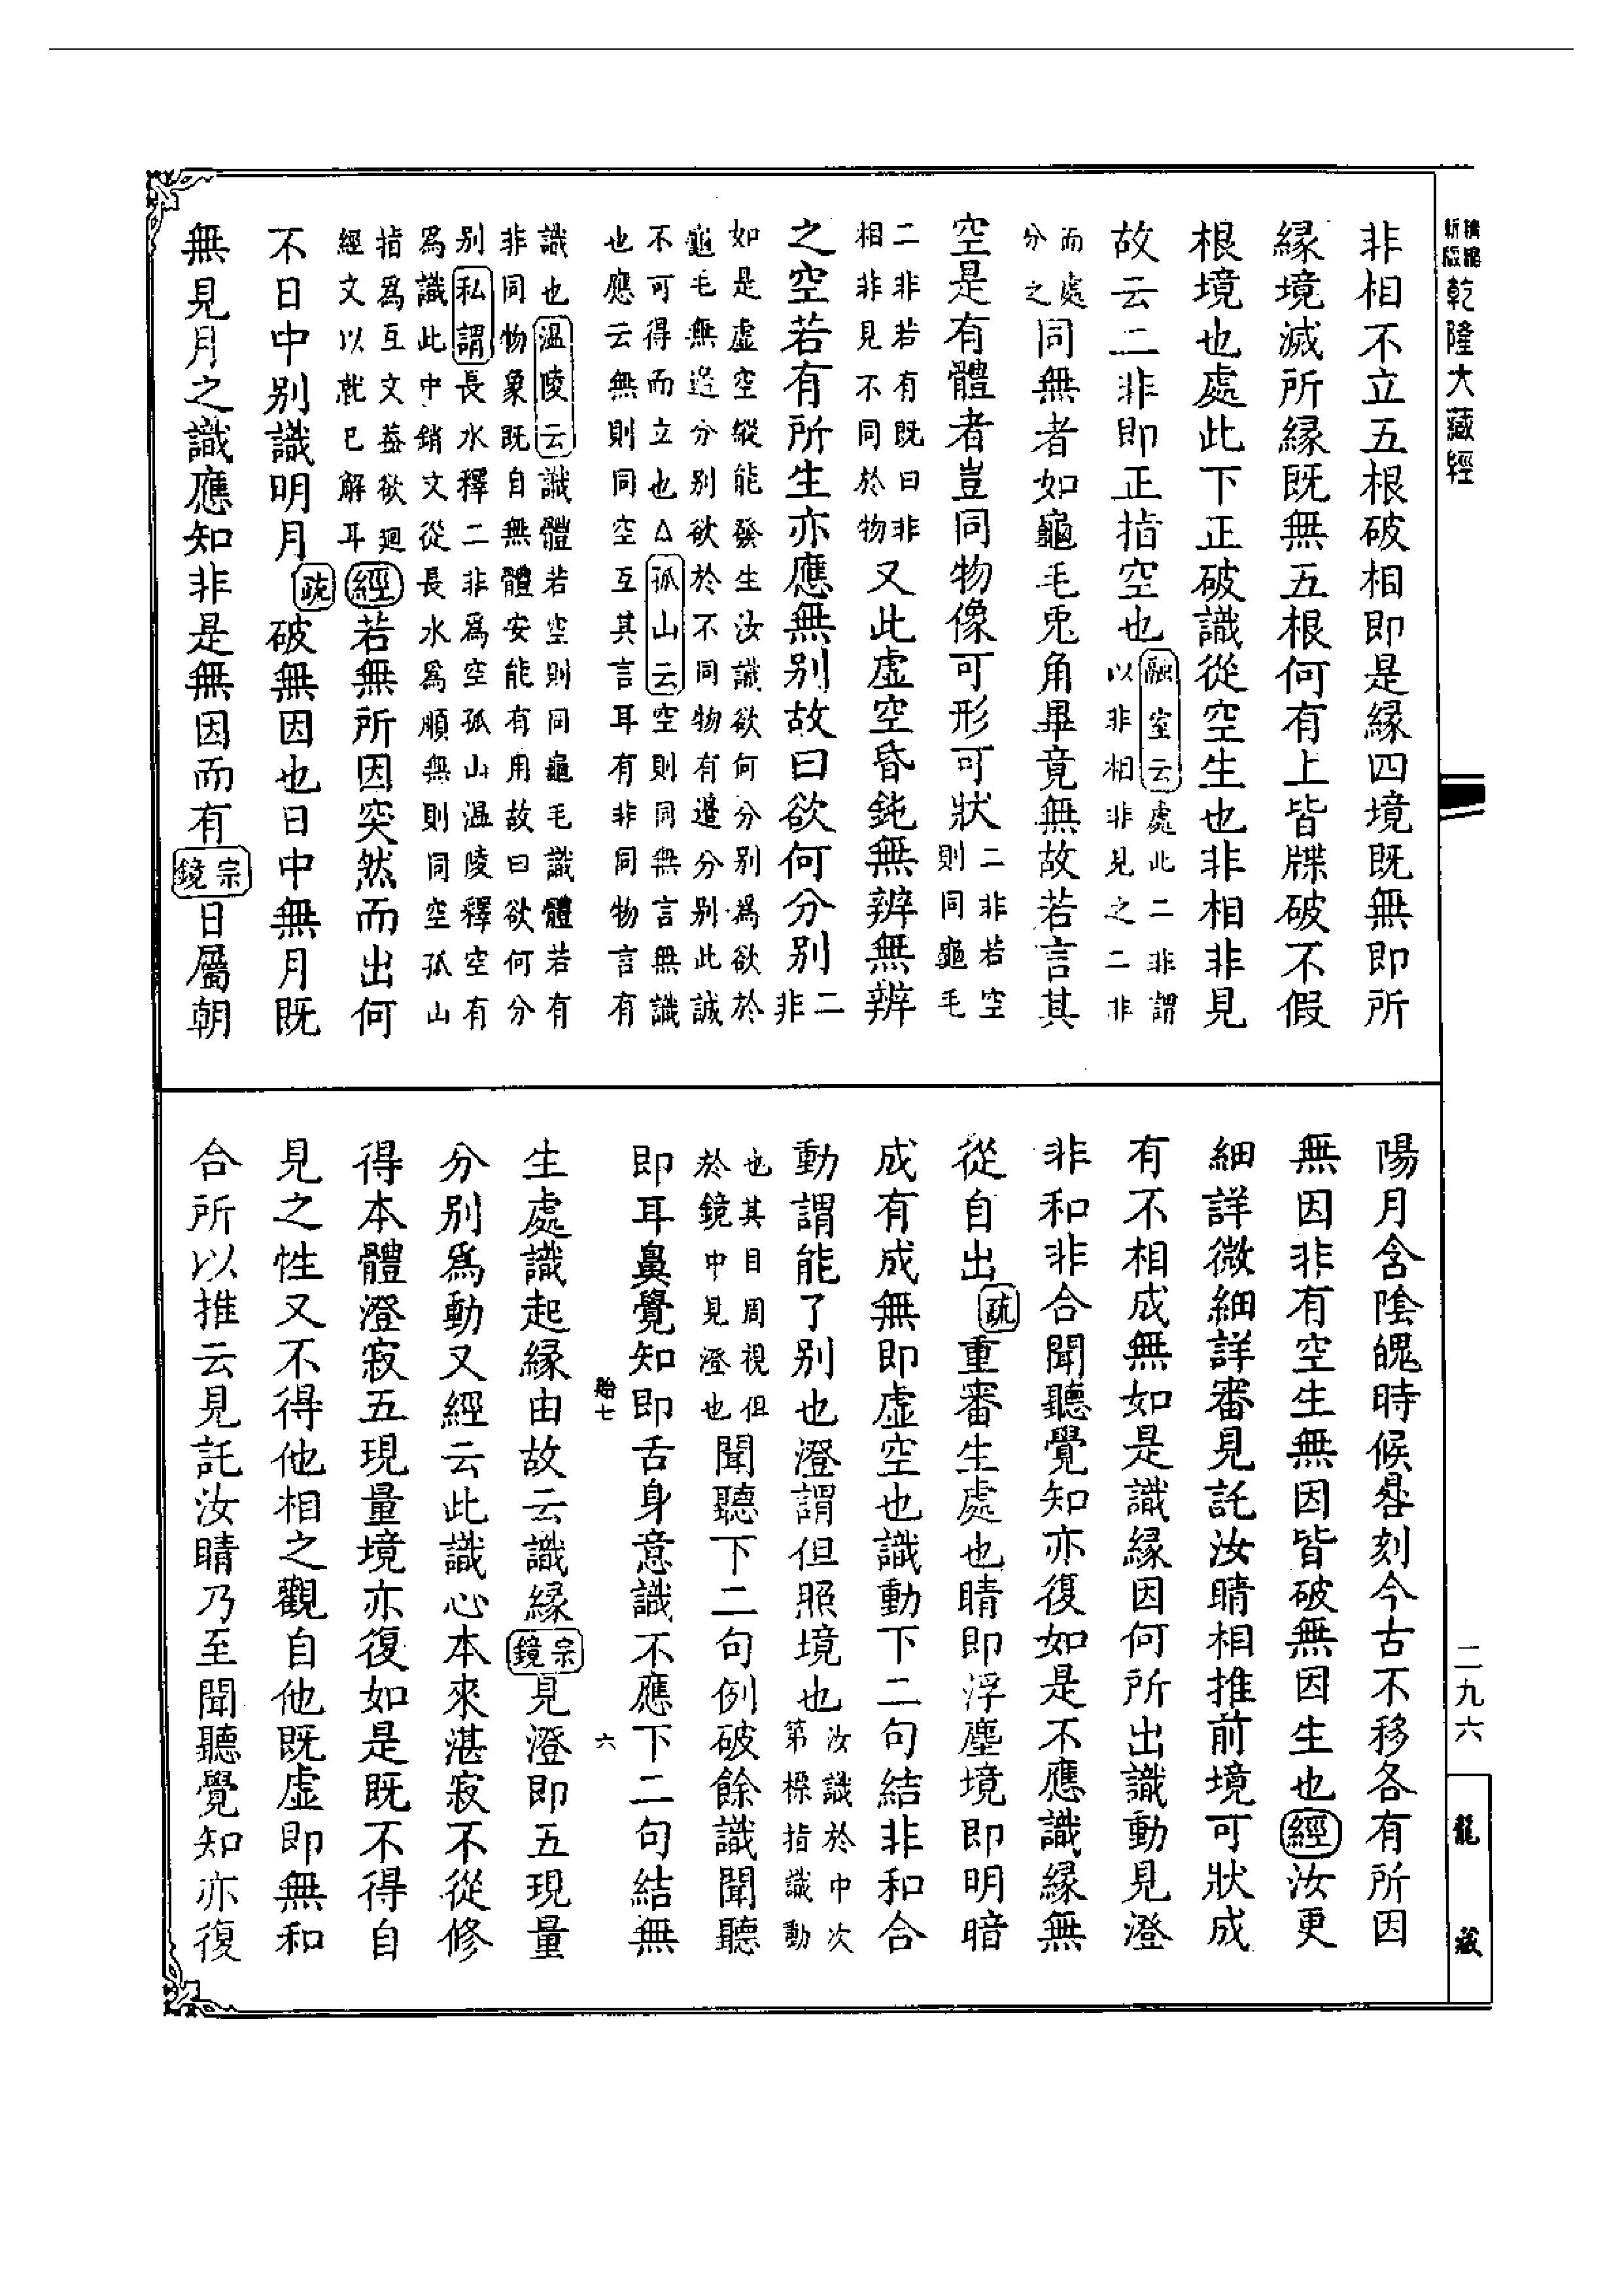 乾隆大藏經
非相不立五根破相即是緣四境既無即所
緣境滅所緣既無五根何有上皆牒破不假
根境也處此下正破識從空生也非相非見
故云二非即正指空也融室云處此二非謂
以非相非見之二非
而處
分之
同無者如龜毛兎角畢竟無故若言其
空是有體者豈同物像可形可狀二非若空
則同龜毛
二非若有既曰非
相非見不同於物
又此虛空昏鈍無辨無辨
之空若有所生亦應無别故曰欲何分别二
非
如是虛空縱能發生汝識欲何分别爲欲於
龜毛無邊分别欲於不同物有邊分别此誠
不可得而立也△孤山云空則同無言無識
也應云無則同空互其言耳有非同物言有
識也溫陵云識體若空則同龜毛識體若有
非同物象既自無體安能有用故曰欲何分
别私謂長水釋二非爲空孤山溫陵釋空有
爲識此中銷文從長水爲順無則同空孤山
指爲互文葢欲廻
經文以就已解耳
經若無所因突然而出何
不日中别識明月疏破無因也日中無月既
無見月之識應知非是無因而有宗鏡日屬朝
陽月含陰魄時候晷刻今古不移各有所因
無因非有空生無因皆破無因生也經汝更
細詳微細詳審見託汝睛相推前境可狀成
有不相成無如是識緣因何所出識動見澄
非和非合聞聽覺知亦復如是不應識緣無
從自出疏重審生處也睛即浮塵境即明暗
成有成無即虛空也識動下二句結非和合
動謂能了别也澄謂但照境也汝識於中次
第標指識動
也其目周視但
於鏡中見澄也
聞聽下二句例破餘識聞聽
即耳鼻覺知即舌身意識不應下二句結無
貽七
六
生處識起緣由故云識緣宗鏡見澄即五現量
分别爲動又經云此識心本來湛寂不從修
得本體澄寂五現量境亦復如是既不得自
見之性又不得他相之觀自他既虛即無和
合所以推云見託汝睛乃至聞聽覺知亦復
二九六
龍藏